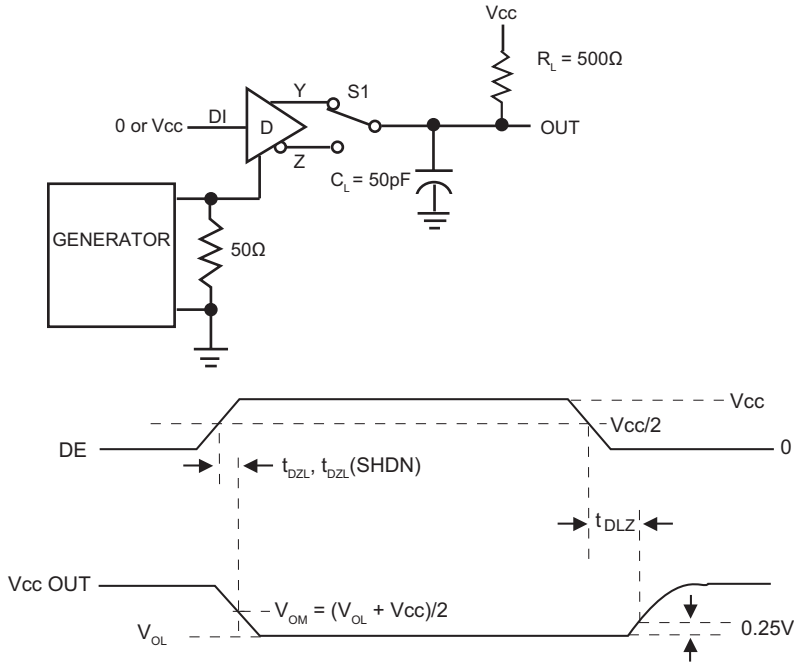 Vcc
R_L = 500Ω
Y S1
0 or Vcc DI D OUT
Z
C_L = 50pF
GENERATOR 50Ω
Vcc
Vcc/2
DE 0
t_DZL, t_DZL(SHDN)
t_DLZ
Vcc OUT
V_OM = (V_OL + Vcc)/2
V_OL 0.25V